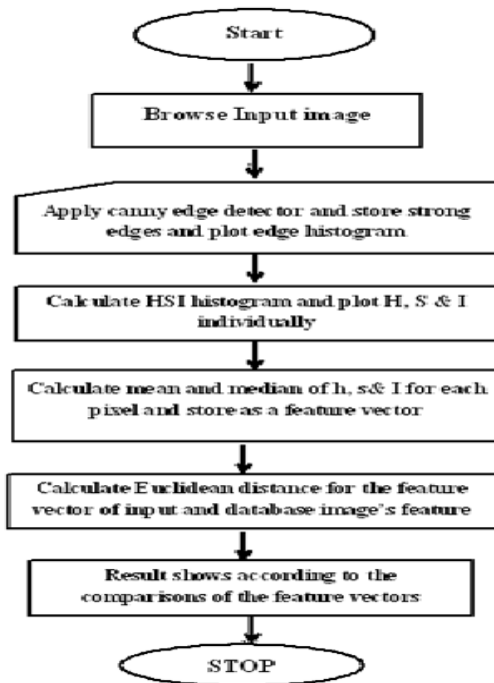 Start
Browse Input image
Apply canny edge detector and store strong
edges and plot edge histogram
Calculate HSI histogram and plot H, S & I
individually
Calculate mean and median of h, s& I for each
pixel and store as a feature vector
Calculate Euclidean distance for the feature
vector of input and database image's feature
Result shows according to the
comparisons of the feature vectors
STOP